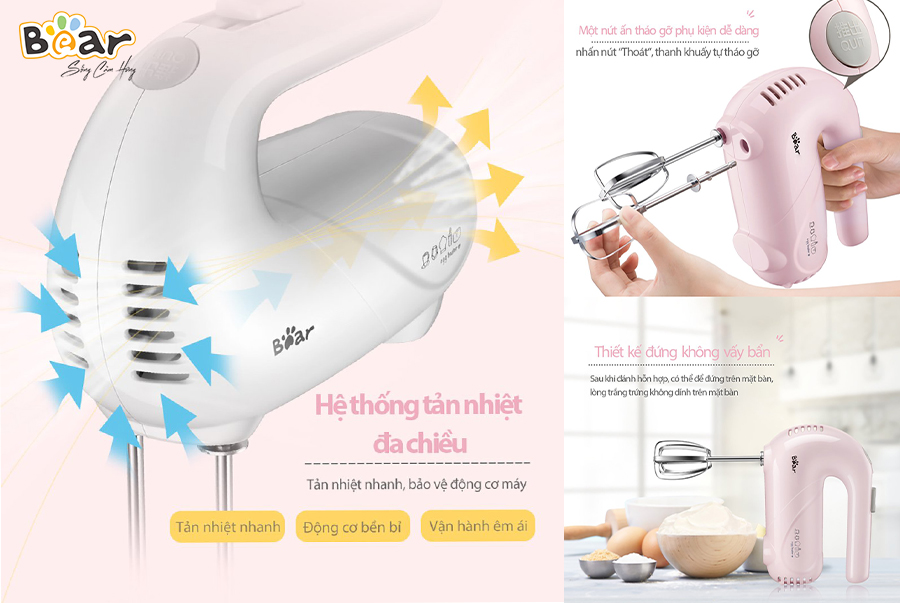 Bear
Sống Cảm Hứng
Bear
Hệ thống tản nhiệt
đa chiều
Tản nhiệt nhanh, bảo vệ động cơ máy
Tản nhiệt nhanh
Động cơ bền bỉ
Vận hành êm ái
Một nút ấn tháo gỡ phụ kiện dễ dàng
nhấn nút "Thoát", thanh khuấy tự tháo gỡ
OUT
Bear
Thiết kế đứng không vấy bẩn
Sau khi đánh hỗn hợp, có thể để đứng trên mặt bàn,
lòng trắng trứng không dính trên mặt bàn
Bear